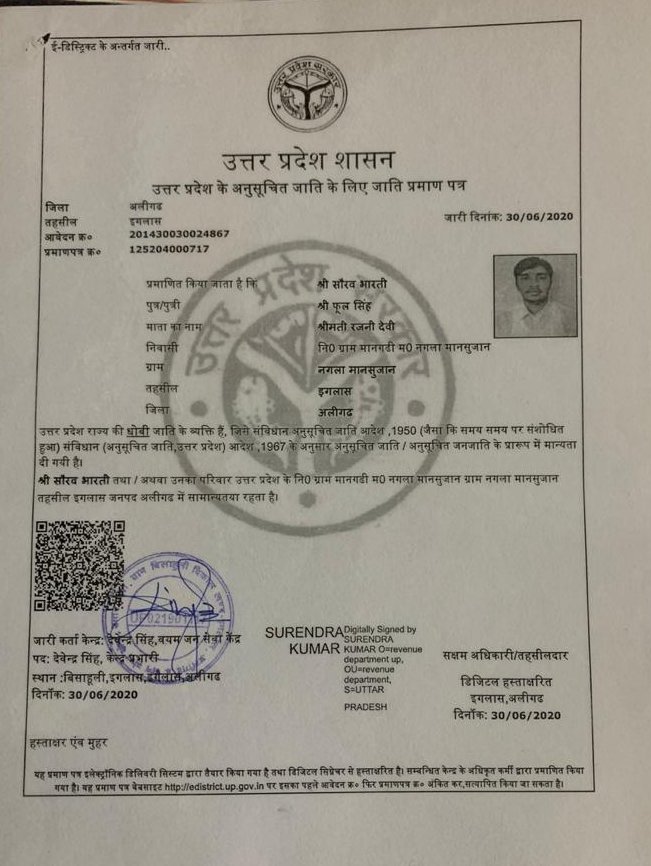 ई-डिस्ट्रिक्ट के अन्तर्गत जारी..
उत्तर प्रदेश सरकार
उत्तर प्रदेश शासन
उत्तर प्रदेश के अनुसूचित जाति के लिए जाति प्रमाण पत्र
जिला अलीगढ
तहसील इगलास जारी दिनांक: 30/06/2020
आवेदन क्र० 201430030024867
प्रमाणपत्र क्र० 125204000717
प्रमाणित किया जाता है कि श्री सौरव भारती
पुत्र/पुत्री श्री फूल सिंह
माता का नाम श्रीमती रजनी देवी
निवासी नि0 ग्राम मानगढी म0 नगला मानसुजान
ग्राम नगला मानसुजान
तहसील इगलास
जिला अलीगढ
उत्तर प्रदेश राज्य की धोबी जाति के व्यक्ति हैं, जिसे संविधान अनुसूचित जाति आदेश ,1950 (जैसा कि समय समय पर संशोधित
हुआ) संविधान (अनुसूचित जाति,उत्तर प्रदेश) आदेश ,1967 के अनुसार अनुसूचित जाति / अनुसूचित जनजाति के प्रारूप में मान्यता
दी गयी है।
श्री सौरव भारती तथा / अथवा उनका परिवार उत्तर प्रदेश के नि0 ग्राम मानगढी म0 नगला मानसुजान ग्राम नगला मानसुजान
तहसील इगलास जनपद अलीगढ में सामान्यतया रहता है।
जारी कर्ता केन्द्र: देवेन्द्र सिंह,वयम जन सेवा केंद्र
पद: देवेन्द्र सिंह, केन्द्र प्रभारी
स्थान :बिसाहूली,इगलास,इगलास,अलीगढ
दिनाँक: 30/06/2020
SURENDRA KUMAR
Digitally Signed by
SURENDRA
KUMAR O=revenue
department up,
OU=revenue
department,
S=UTTAR
PRADESH
सक्षम अधिकारी/तहसीलदार
डिजिटल हस्ताक्षरित
इगलास,अलीगढ
दिनाँक: 30/06/2020
हस्ताक्षर एंव मुहर
यह प्रमाण पत्र इलेक्ट्रॉनिक डिलिवरी सिस्टम द्वारा तैयार किया गया है तथा डिजिटल सिग्नेचर से हस्ताक्षरित है। सम्बन्धित केन्द्र के अधिकृत कर्मी द्वारा प्रमाणित किया
गया है। यह प्रमाण पत्र वेबसाइट http://edistrict.up.gov.in पर इसका पहले आवेदन क्र० फिर प्रमाणपत्र क्र० अंकित कर,सत्यापित किया जा सकता है।